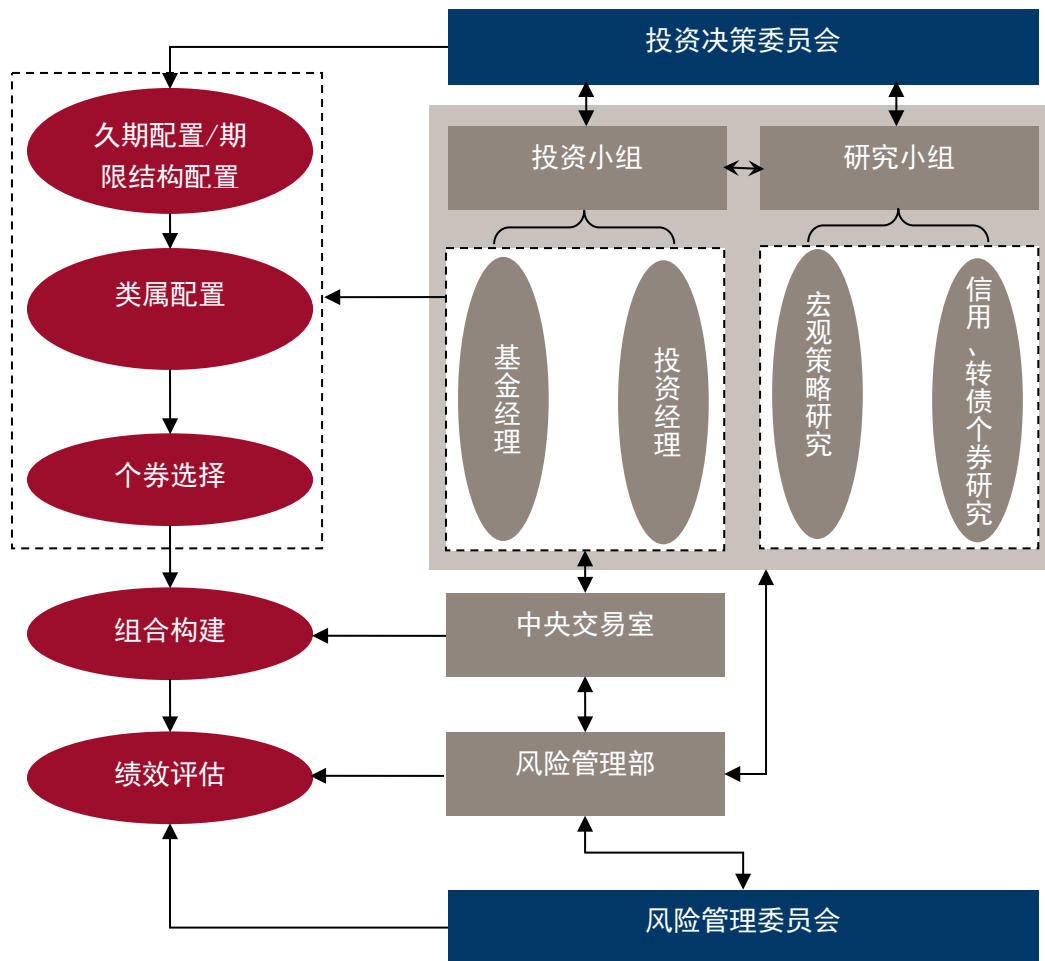 投资决策委员会
久期配置/期
限结构配置
投资小组
研究小组
类属配置
基金经理
投资经理
宏观策略研究
信用、转债个券研究
个券选择
组合构建
中央交易室
绩效评估
风险管理部
风险管理委员会